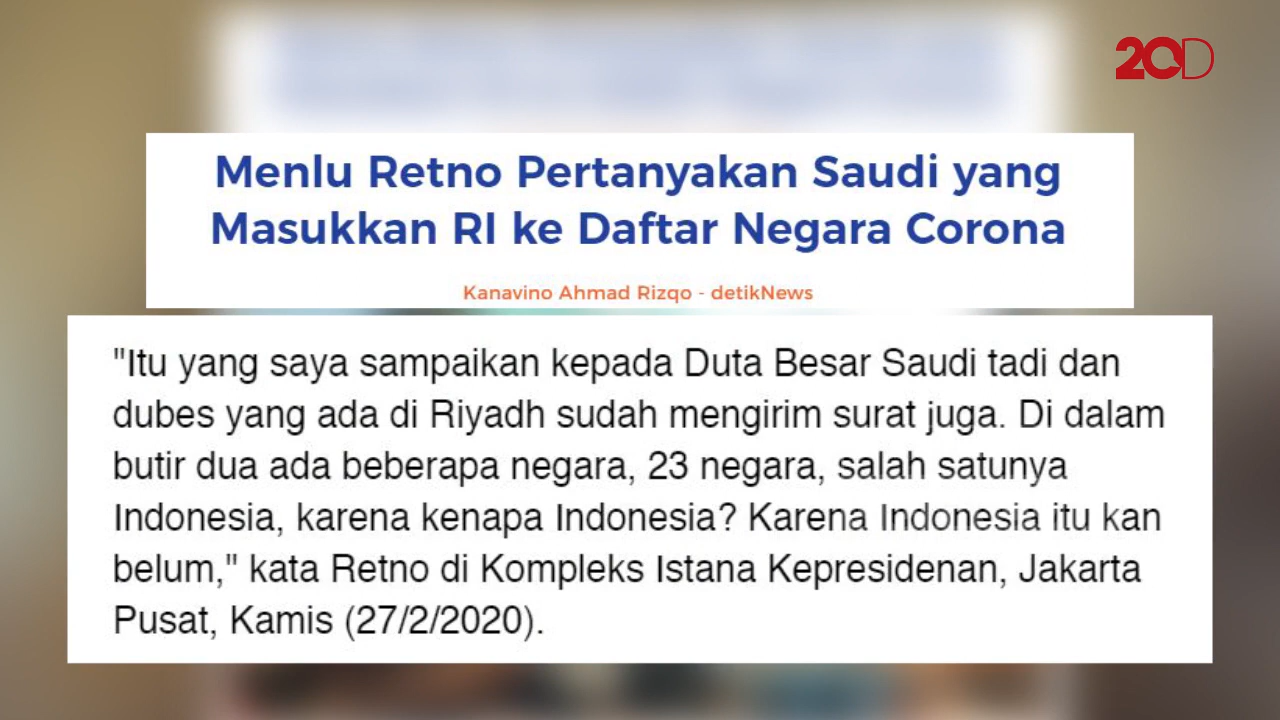 20D
Menlu Retno Pertanyakan Saudi yang
Masukkan RI ke Daftar Negara Corona
Kanavino Ahmad Rizqo - detikNews
"Itu yang saya sampaikan kepada Duta Besar Saudi tadi dan
dubes yang ada di Riyadh sudah mengirim surat juga. Di dalam
butir dua ada beberapa negara, 23 negara, salah satunya
Indonesia, karena kenapa Indonesia? Karena Indonesia itu kan
belum," kata Retno di Kompleks Istana Kepresidenan, Jakarta
Pusat, Kamis (27/2/2020).